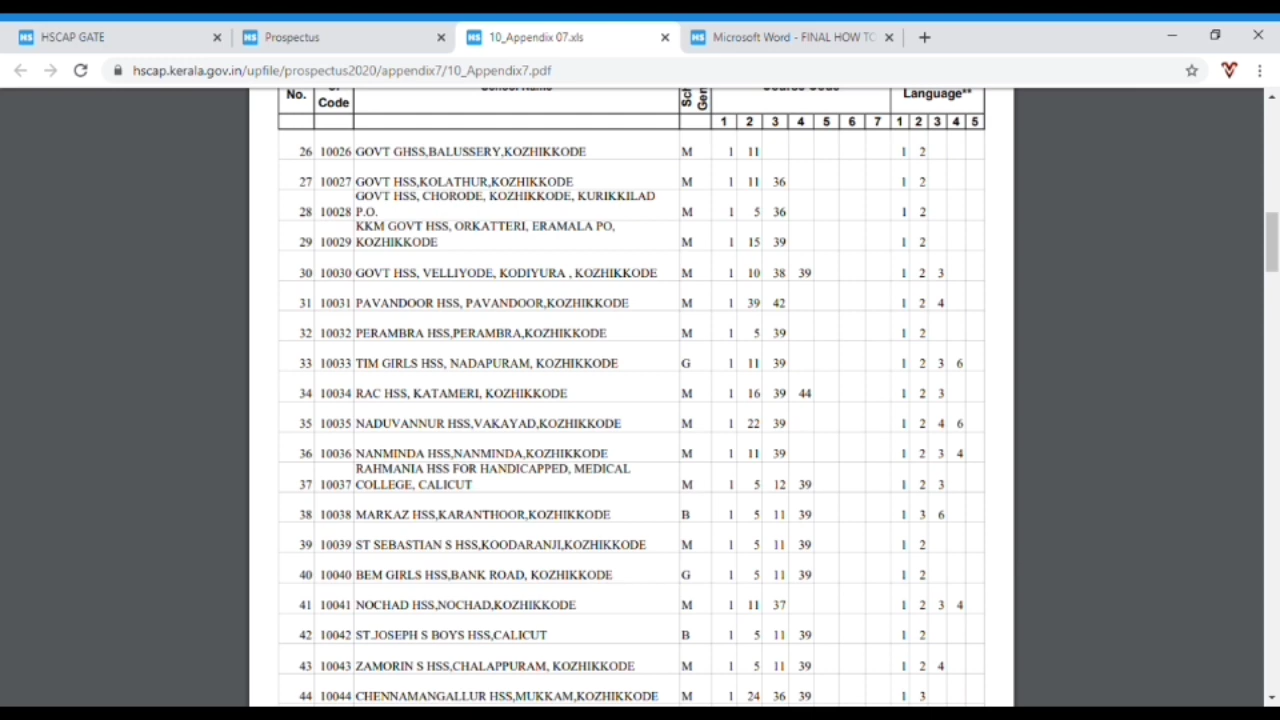 HSCAP GATE
Prospectus
10_Appendix 07.xls
Microsoft Word - FINAL HOW TO
hscap.kerala.gov.in/upfile/prospectus2020/appendix7/10_Appendix7.pdf
No. Code School Name Sch Gen Course Code Language**
1 2 3 4 5 6 7 1 2 3 4 5
26 10026 GOVT GHSS,BALUSSERY,KOZHIKKODE M 1 11 1 2
27 10027 GOVT HSS,KOLATHUR,KOZHIKKODE M 1 11 36 1 2
GOVT HSS, CHORODE, KOZHIKKODE, KURIKKILAD
28 10028 P.O. M 1 5 36 1 2
KKM GOVT HSS, ORKATTERI, ERAMALA PO,
29 10029 KOZHIKKODE M 1 15 39 1 2
30 10030 GOVT HSS, VELLIYODE, KODIYURA , KOZHIKKODE M 1 10 38 39 1 2 3
31 10031 PAVANDOOR HSS, PAVANDOOR,KOZHIKKODE M 1 39 42 1 2 4
32 10032 PERAMBRA HSS,PERAMBRA,KOZHIKKODE M 1 5 39 1 2
33 10033 TIM GIRLS HSS, NADAPURAM, KOZHIKKODE G 1 11 39 1 2 3 6
34 10034 RAC HSS, KATAMERI, KOZHIKKODE M 1 16 39 44 1 2 3
35 10035 NADUVANNUR HSS,VAKAYAD,KOZHIKKODE M 1 22 39 1 2 4 6
36 10036 NANMINDA HSS,NANMINDA,KOZHIKKODE M 1 11 39 1 2 3 4
RAHMANIA HSS FOR HANDICAPPED, MEDICAL
37 10037 COLLEGE, CALICUT M 1 5 12 39 1 2 3
38 10038 MARKAZ HSS,KARANTHOOR,KOZHIKKODE B 1 5 11 39 1 3 6
39 10039 ST SEBASTIAN S HSS,KOODARANJI,KOZHIKKODE M 1 5 11 39 1 2
40 10040 BEM GIRLS HSS,BANK ROAD, KOZHIKKODE G 1 5 11 39 1 2
41 10041 NOCHAD HSS,NOCHAD,KOZHIKKODE M 1 11 37 1 2 3 4
42 10042 ST.JOSEPH S BOYS HSS,CALICUT B 1 5 11 39 1 2
43 10043 ZAMORIN S HSS,CHALAPPURAM, KOZHIKKODE M 1 5 11 39 1 2 4
44 10044 CHENNAMANGALLUR HSS,MUKKAM,KOZHIKKODE M 1 24 36 39 1 3